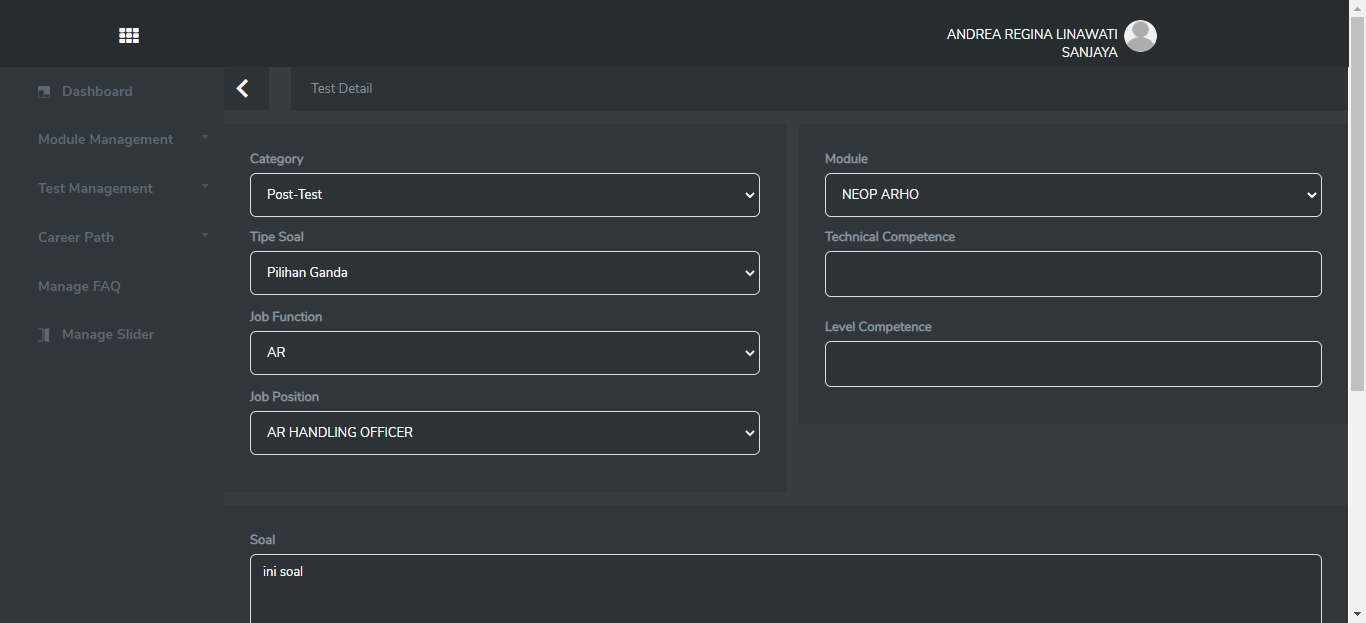 ANDREA REGINA LINAWATI
SANJAYA
Dashboard
Module Management
Test Management
Career Path
Manage FAQ
Manage Slider
Test Detail
Category
Post-Test
Tipe Soal
Pilihan Ganda
Job Function
AR
Job Position
AR HANDLING OFFICER
Module
NEOP ARHO
Technical Competence
Level Competence
Soal
ini soal